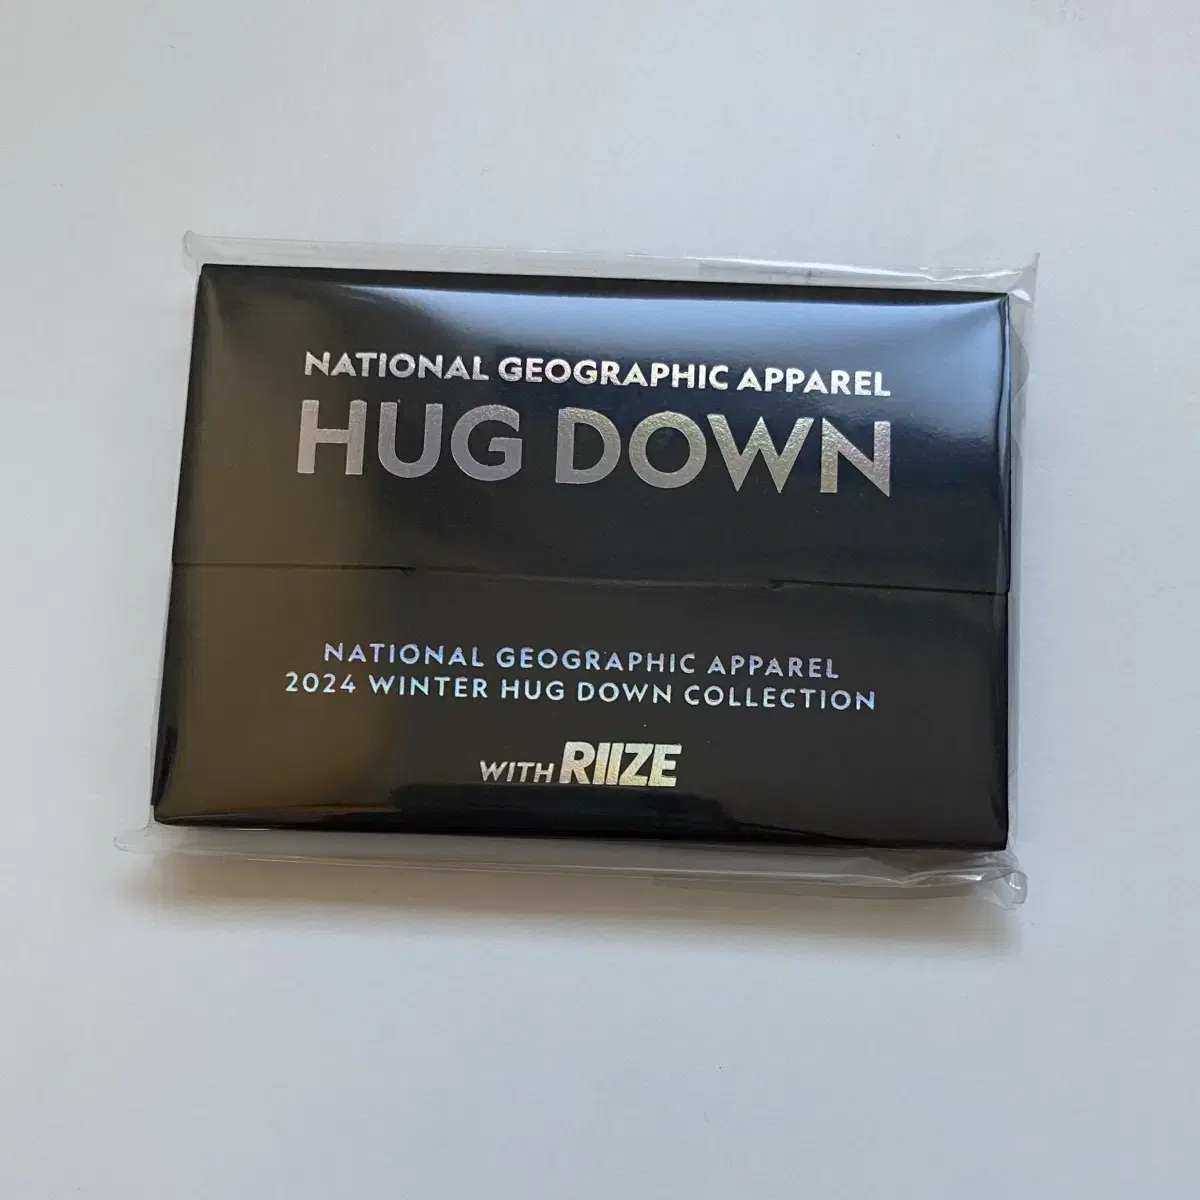 NATIONAL GEOGRAPHIC APPAREL
HUG DOWN
NATIONAL GEOGRAPHIC APPAREL
2024 WINTER HUG DOWN COLLECTION
WITH RIIZE